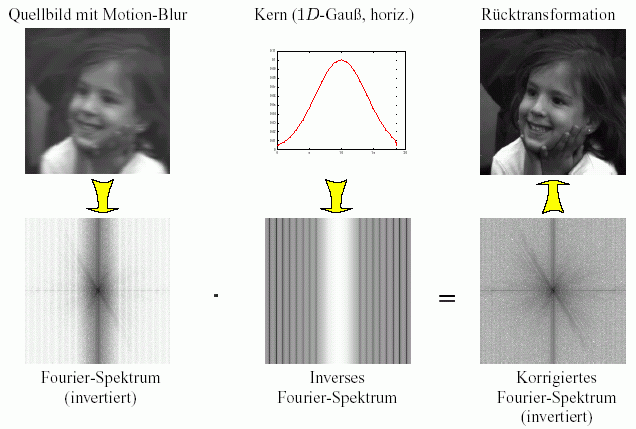 Quellbild mit Motion-Blur
Kern (1D-Gauß, horiz.)
Rücktransformation
·
=
Fourier-Spektrum
(invertiert)
Inverses
Fourier-Spektrum
Korrigiertes
Fourier-Spektrum
(invertiert)